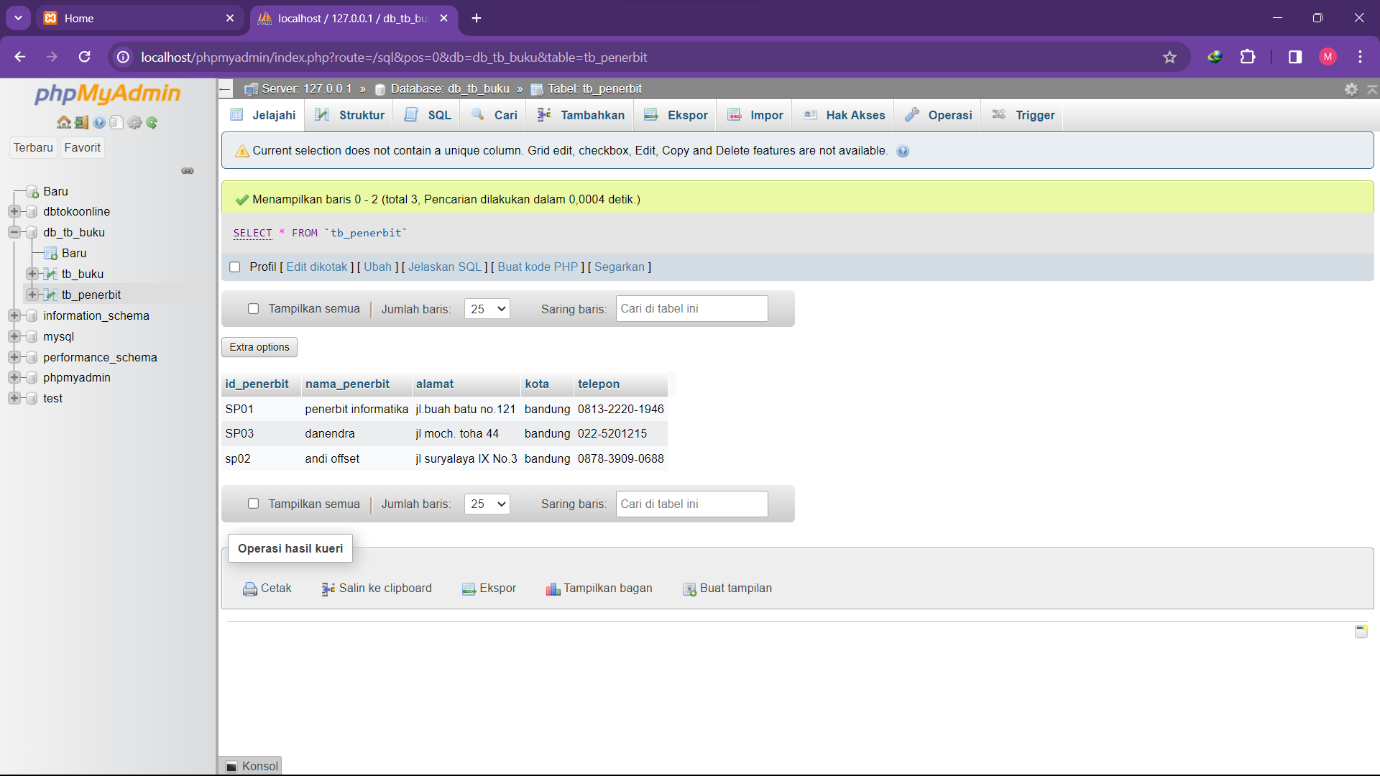 Home
localhost / 127.0.0.1 / db_tb_bu
localhost/phpmyadmin/index.php?route=/sql&pos=0&db=db_tb_buku&table=tb_penerbit
M
phpMyAdmin
Terbaru Favorit
Baru
dbtokoonline
db_tb_buku
Baru
tb_buku
tb_penerbit
information_schema
mysql
performance_schema
phpmyadmin
test
Server: 127.0.0.1 » Database: db_tb_buku » Tabel: tb_penerbit
Jelajahi Struktur SQL Cari Tambahkan Ekspor Impor Hak Akses Operasi Trigger
Current selection does not contain a unique column. Grid edit, checkbox, Edit, Copy and Delete features are not available.
Menampilkan baris 0 - 2 (total 3, Pencarian dilakukan dalam 0,0004 detik.)
SELECT * FROM `tb_penerbit`
Profil [ Edit dikotak ] [ Ubah ] [ Jelaskan SQL ] [ Buat kode PHP ] [ Segarkan ]
Tampilkan semua | Jumlah baris: 25 Saring baris: Cari di tabel ini
Extra options
id_penerbit nama_penerbit alamat kota telepon
SP01 penerbit informatika jl.buah batu no.121 bandung 0813-2220-1946
SP03 danendra jl moch. toha 44 bandung 022-5201215
sp02 andi offset jl suryalaya IX No.3 bandung 0878-3909-0688
Tampilkan semua | Jumlah baris: 25 Saring baris: Cari di tabel ini
Operasi hasil kueri
Cetak Salin ke clipboard Ekspor Tampilkan bagan Buat tampilan
Konsol